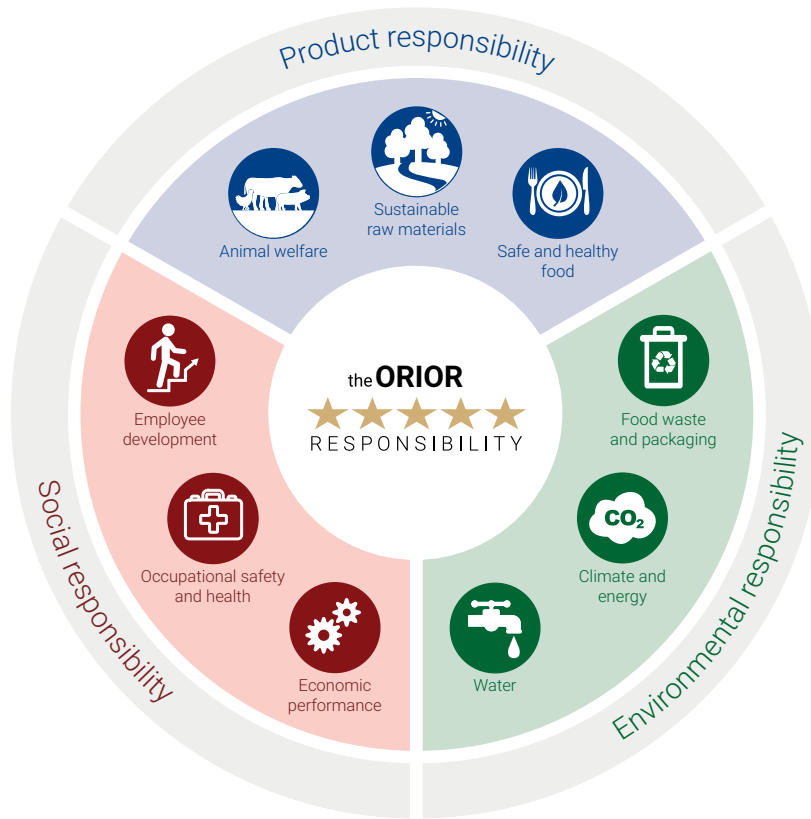 Product responsibility
Animal welfare
Sustainable
raw materials
Safe and healthy
food
Employee
development
Occupational safety
and health
Economic
performance
Social responsibility
the ORIOR
RESPONSIBILITY
Food waste
and packaging
CO₂
Climate and
energy
Water
Environmental responsibility